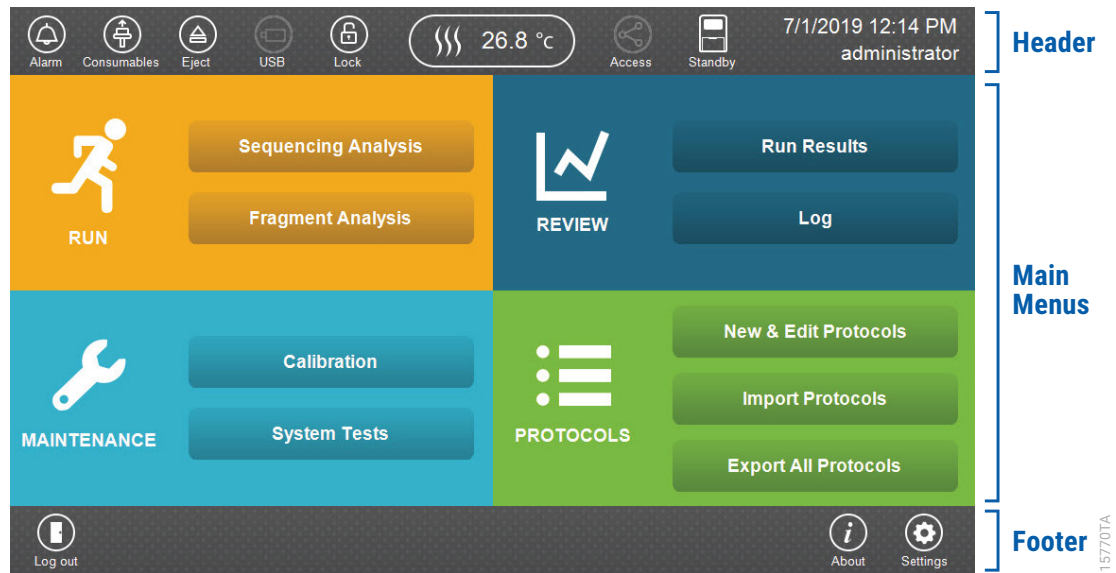 Alarm
Consumables
Eject
USB
Lock
26.8 °c
Access
Standby
7/1/2019 12:14 PM
administrator
Header
RUN
Sequencing Analysis
Fragment Analysis
REVIEW
Run Results
Log
MAINTENANCE
Calibration
System Tests
PROTOCOLS
New & Edit Protocols
Import Protocols
Export All Protocols
Main
Menus
Log out
i
About
Settings
Footer
15770TA